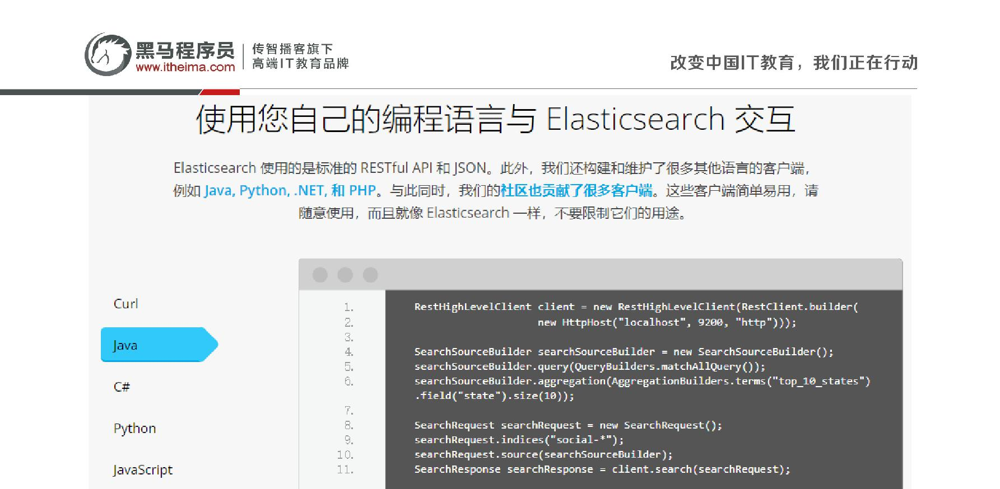 黑马程序员
www.itheima.com
传智播客旗下
高端IT教育品牌
改变中国IT教育，我们正在行动
使用您自己的编程语言与 Elasticsearch 交互
Elasticsearch 使用的是标准的 RESTful API 和 JSON。此外，我们还构建和维护了很多其他语言的客户端，
例如 Java, Python, .NET, 和 PHP。与此同时，我们的社区也贡献了很多客户端。这些客户端简单易用，请
随意使用，而且就像 Elasticsearch 一样，不要限制它们的用途。
Curl
Java
C#
Python
JavaScript
1. RestHighLevelClient client = new RestHighLevelClient(RestClient.builder(
2. new HttpHost("localhost", 9200, "http")));
3.
4. SearchSourceBuilder searchSourceBuilder = new SearchSourceBuilder();
5. searchSourceBuilder.query(QueryBuilders.matchAllQuery());
6. searchSourceBuilder.aggregation(AggregationBuilders.terms("top_10_states")
.field("state").size(10));
7.
8. SearchRequest searchRequest = new SearchRequest();
9. searchRequest.indices("social-*");
10. searchRequest.source(searchSourceBuilder);
11. SearchResponse searchResponse = client.search(searchRequest);